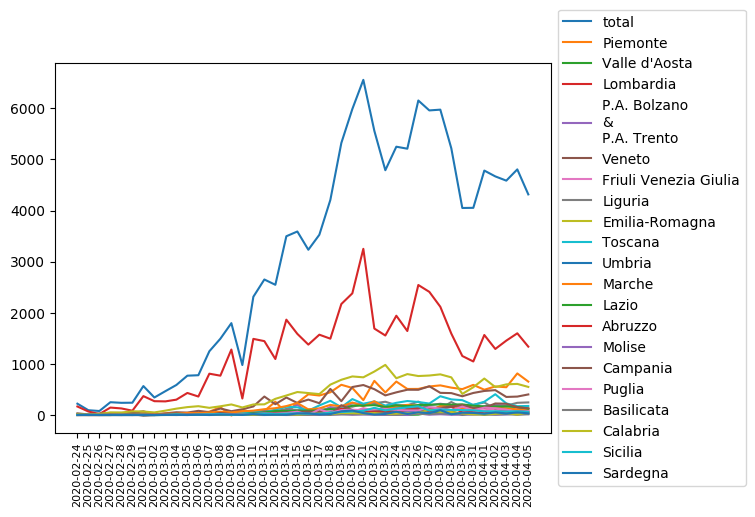 total
Piemonte
Valle d'Aosta
Lombardia
P.A. Bolzano
&
P.A. Trento
Veneto
Friuli Venezia Giulia
Liguria
Emilia-Romagna
Toscana
Umbria
Marche
Lazio
Abruzzo
Molise
Campania
Puglia
Basilicata
Calabria
Sicilia
Sardegna
6000
5000
4000
3000
2000
1000
0
2020-02-24
2020-02-25
2020-02-26
2020-02-27
2020-02-28
2020-02-29
2020-03-01
2020-03-02
2020-03-03
2020-03-04
2020-03-05
2020-03-06
2020-03-07
2020-03-08
2020-03-09
2020-03-10
2020-03-11
2020-03-12
2020-03-13
2020-03-14
2020-03-15
2020-03-16
2020-03-17
2020-03-18
2020-03-19
2020-03-20
2020-03-21
2020-03-22
2020-03-23
2020-03-24
2020-03-25
2020-03-26
2020-03-27
2020-03-28
2020-03-29
2020-03-30
2020-03-31
2020-04-01
2020-04-02
2020-04-03
2020-04-04
2020-04-05